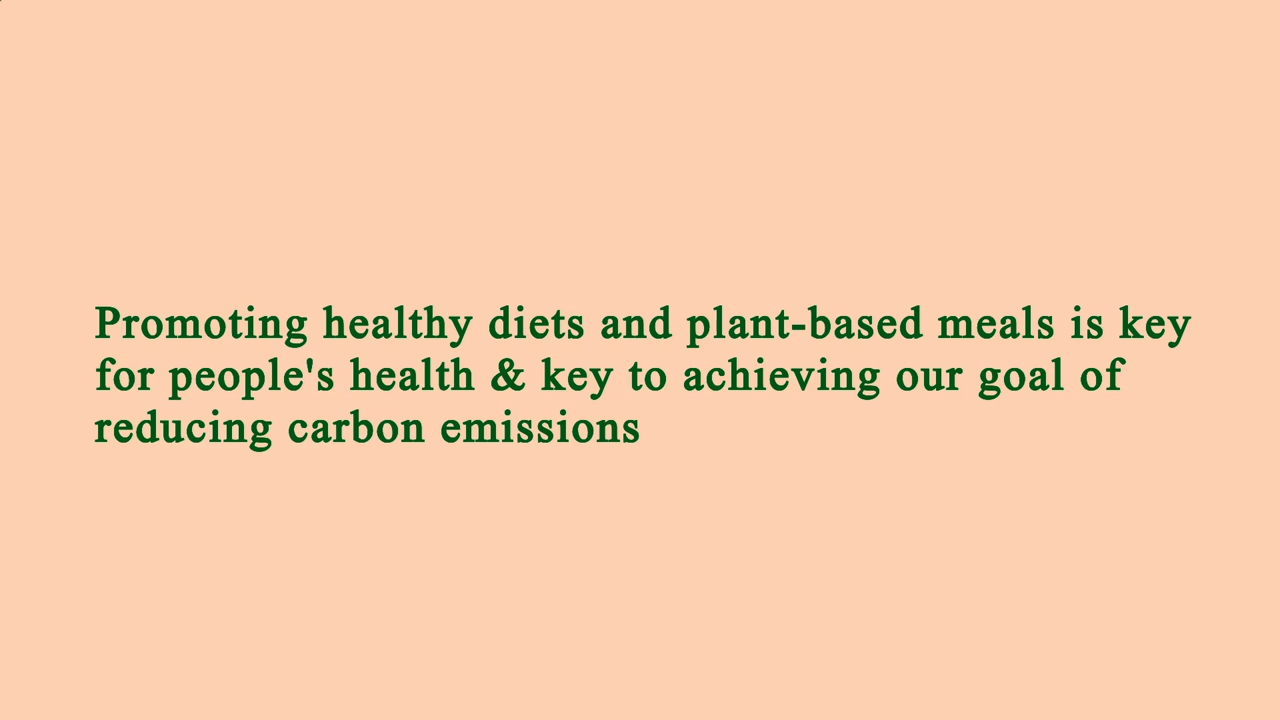 Promoting healthy diets and plant-based meals is key
for people's health & key to achieving our goal of
reducing carbon emissions